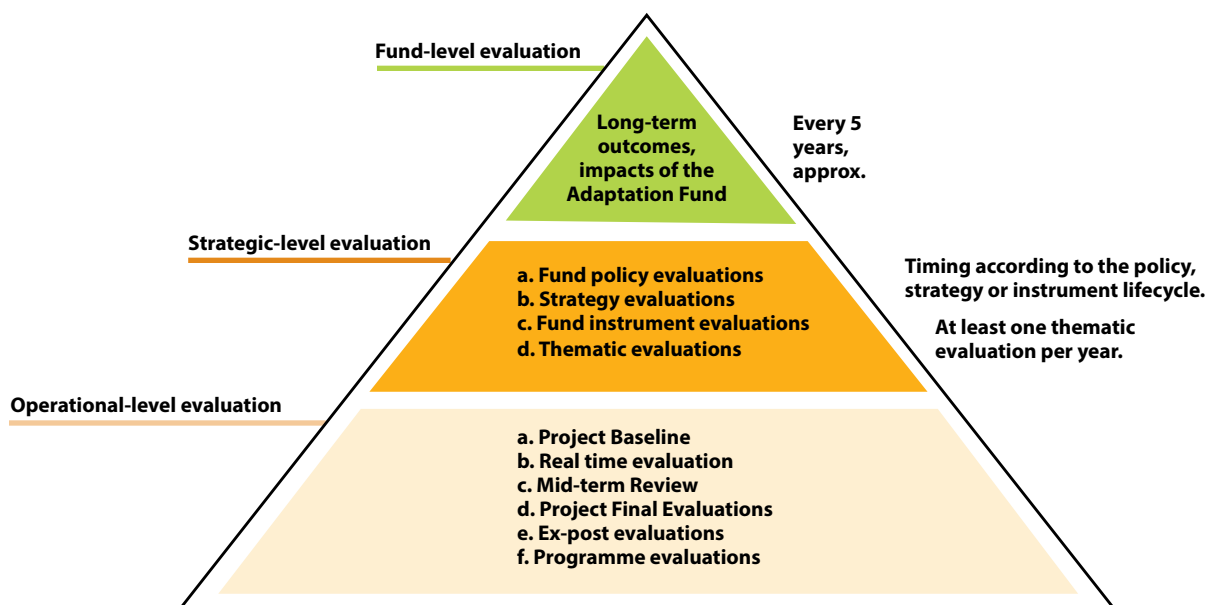 Fund-level evaluation
Long-term
outcomes,
impacts of the
Adaptation Fund
Every 5
years,
approx.
Strategic-level evaluation
a. Fund policy evaluations
b. Strategy evaluations
c. Fund instrument evaluations
d. Thematic evaluations
Timing according to the policy,
strategy or instrument lifecycle.
At least one thematic
evaluation per year.
Operational-level evaluation
a. Project Baseline
b. Real time evaluation
c. Mid-term Review
d. Project Final Evaluations
e. Ex-post evaluations
f. Programme evaluations